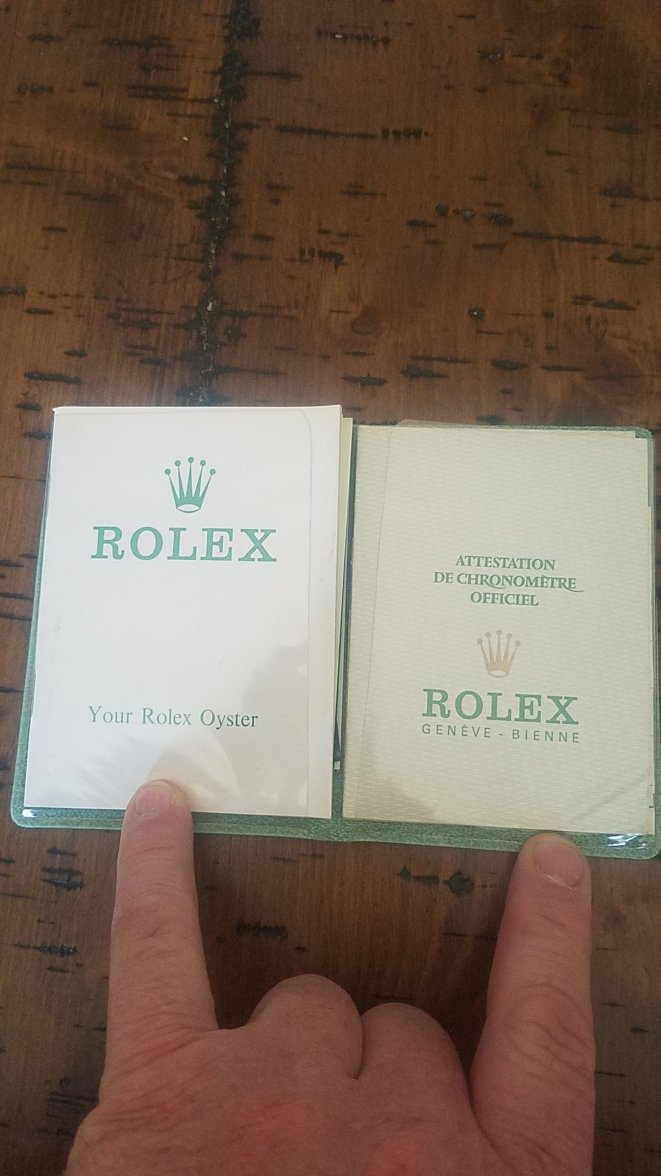 ROLEX
Your Rolex Oyster
ATTESTATION
DE CHRONOMÈTRE
OFFICIEL
ROLEX
GENÈVE - BIENNE